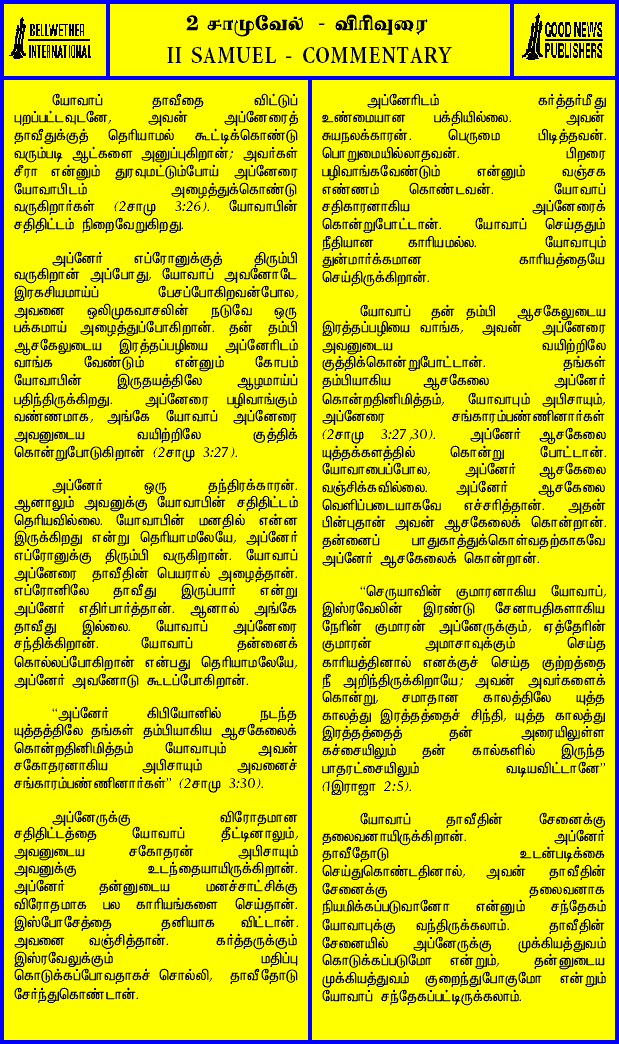 BELLWETHER
INTERNATIONAL
2 சாமுவேல் - விரிவுரை
II SAMUEL - COMMENTARY
GOOD NEWS
PUBLISHERS
யோவாப் தாவீதை விட்டுப்
புறப்பட்டவுடனே, அவன் அப்னேரைத்
தாவீதுக்குத் தெரியாமல் கூட்டிக்கொண்டு
வரும்படி ஆட்களை அனுப்புகிறான்; அவர்கள்
சீரா என்னும் துரவுமட்டும்போய் அப்னேரை
யோவாபிடம் அழைத்துக்கொண்டு
வருகிறார்கள் (2சாமு 3:26). யோவாபின்
சதிதிட்டம் நிறைவேறுகிறது.
அப்னேர் எப்ரோனுக்குத் திரும்பி
வருகிறான் அப்போது, யோவாப் அவனோடே
இரகசியமாய்ப் பேசப்போகிறவன்போல,
அவனை ஒலிமுகவாசலின் நடுவே ஒரு
பக்கமாய் அழைத்துப்போகிறான். தன் தம்பி
ஆசகேலுடைய இரத்தப்பழியை அப்னேரிடம்
வாங்க வேண்டும் என்னும் கோபம்
யோவாபின் இருதயத்திலே ஆழமாய்ப்
பதிந்திருக்கிறது. அப்னேரை பழிவாங்கும்
வண்ணமாக, அங்கே யோவாப் அப்னேரை
அவனுடைய வயிற்றிலே குத்திக்
கொன்றுபோடுகிறான் (2சாமு 3:27).
அப்னேர் ஒரு தந்திரக்காரன்.
ஆனாலும் அவனுக்கு யோவாபின் சதிதிட்டம்
தெரியவில்லை. யோவாபின் மனதில் என்ன
இருக்கிறது என்று தெரியாமலேயே, அப்னேர்
எப்ரோனுக்கு திரும்பி வருகிறான். யோவாப்
அப்னேரை தாவீதின் பெயரால் அழைத்தான்.
எப்ரோனிலே தாவீது இருப்பார் என்று
அப்னேர் எதிர்பார்த்தான். ஆனால் அங்கே
தாவீது இல்லை. யோவாப் அப்னேரை
சந்திக்கிறான். யோவாப் தன்னைக்
கொல்லப்போகிறான் என்பது தெரியாமலேயே,
அப்னேர் அவனோடு கூடப்போகிறான்.
“அப்னேர் கிபியோனில் நடந்த
யுத்தத்திலே தங்கள் தம்பியாகிய ஆசகேலைக்
கொன்றதினிமித்தம் யோவாபும் அவன்
சகோதரனாகிய அபிசாயும் அவனைச்
சங்காரம்பண்ணினார்கள்” (2சாமு 3:30).
அப்னேருக்கு விரோதமான
சதிதிட்டத்தை யோவாப் தீட்டினாலும்,
அவனுடைய சகோதரன் அபிசாயும்
அவனுக்கு உடந்தையாயிருக்கிறான்.
அப்னேர் தன்னுடைய மனச்சாட்சிக்கு
விரோதமாக பல காரியங்களை செய்தான்.
இஸ்போசேத்தை தனியாக விட்டான்.
அவனை வஞ்சித்தான். கர்த்தருக்கும்
இஸ்ரவேலுக்கும் மதிப்பு
கொடுக்கப்போவதாகச் சொல்லி, தாவீதோடு
சேர்ந்துகொண்டான்.
அப்னேரிடம் கர்த்தர்மீது
உண்மையான பக்தியில்லை. அவன்
சுயநலக்காரன். பெருமை பிடித்தவன்.
பொறுமையில்லாதவன். பிறரை
பழிவாங்கவேண்டும் என்னும் வஞ்சக
எண்ணம் கொண்டவன். யோவாப்
சதிகாரனாகிய அப்னேரைக்
கொன்றுபோட்டான். யோவாப் செய்ததும்
நீதியான காரியமல்ல. யோவாபும்
துன்மார்க்கமான காரியத்தையே
செய்திருக்கிறான்.
யோவாப் தன் தம்பி ஆசகேலுடைய
இரத்தப்பழியை வாங்க, அவன் அப்னேரை
அவனுடைய வயிற்றிலே
குத்திக்கொன்றுபோட்டான். தங்கள்
தம்பியாகிய ஆசகேலை அப்னேர்
கொன்றதினிமித்தம், யோவாபும் அபிசாயும்,
அப்னேரை சங்காரம்பண்ணினார்கள்
(2சாமு 3:27,30). அப்னேர் ஆசகேலை
யுத்தக்களத்தில் கொன்று போட்டான்.
யோவாபைப்போல, அப்னேர் ஆசகேலை
வஞ்சிக்கவில்லை. அப்னேர் ஆசகேலை
வெளிப்படையாகவே எச்சரித்தான். அதன்
பின்புதான் அவன் ஆசகேலைக் கொன்றான்.
தன்னைப் பாதுகாத்துக்கொள்வதற்காகவே
அப்னேர் ஆசகேலைக் கொன்றான்.
“செருயாவின் குமாரனாகிய யோவாப்,
இஸ்ரவேலின் இரண்டு சேனாபதிகளாகிய
நேரின் குமாரன் அப்னேருக்கும், ஏத்தேரின்
குமாரன் அமாசாவுக்கும் செய்த
காரியத்தினால் எனக்குச் செய்த குற்றத்தை
நீ அறிந்திருக்கிறாயே; அவன் அவர்களைக்
கொன்று, சமாதான காலத்திலே யுத்த
காலத்து இரத்தத்தைச் சிந்தி, யுத்த காலத்து
இரத்தத்தைத் தன் அரையிலுள்ள
கச்சையிலும் தன் கால்களில் இருந்த
பாதரட்சையிலும் வடியவிட்டானே”
(1இராஜா 2:5).
யோவாப் தாவீதின் சேனைக்கு
தலைவனாயிருக்கிறான். அப்னேர்
தாவீதோடு உடன்படிக்கை
செய்துகொண்டதினால், அவன் தாவீதின்
சேனைக்கு தலைவனாக
நியமிக்கப்படுவானோ என்னும் சந்தேகம்
யோவாபுக்கு வந்திருக்கலாம். தாவீதின்
சேனையில் அப்னேருக்கு முக்கியத்துவம்
கொடுக்கப்படுமோ என்றும், தன்னுடைய
முக்கியத்துவம் குறைந்துபோகுமோ என்றும்
யோவாப் சந்தேகப்பட்டிருக்கலாம்.